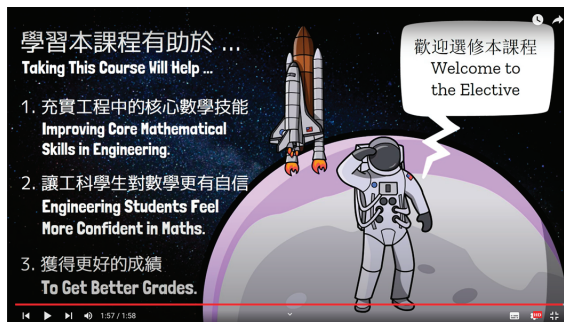 學習本課程有助於 ...
Taking This Course Will Help ...
1. 充實工程中的核心數學技能
Improving Core Mathematical
Skills in Engineering.
2. 讓工科學生對數學更有自信
Engineering Students Feel
More Confident in Maths.
3. 獲得更好的成績
To Get Better Grades.
歡迎選修本課程
Welcome to
the Elective
1:57 / 1:58
HD